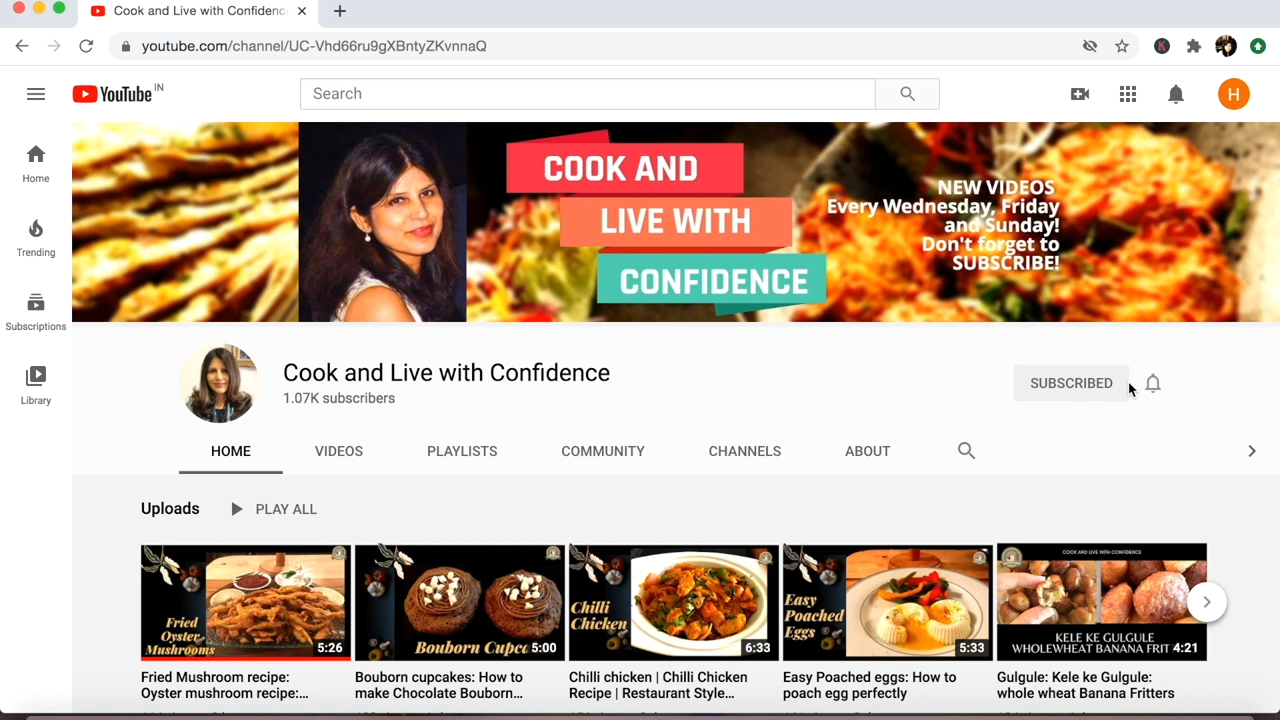 Cook and Live with Confidence
youtube.com/channel/UC-Vhd66ru9gXBntyZKvnnaQ
K
YouTube IN
Search
H
Home
Trending
Subscriptions
Library
COOK AND
LIVE WITH
CONFIDENCE
NEW VIDEOS
Every Wednesday, Friday
and Sunday!
Don't forget to
SUBSCRIBE!
Cook and Live with Confidence
1.07K subscribers
SUBSCRIBED
HOME VIDEOS PLAYLISTS COMMUNITY CHANNELS ABOUT
Uploads PLAY ALL
Fried
Oyster
Mushrooms
5:26
Bouborn Cupca
5:00
Chilli
Chicken
6:33
Easy
Poached
Eggs
5:33
COOK AND LIVE WITH CONFIDENCE
KELE KE GULGULE
WHOLEWHEAT BANANA FRIT
4:21
Fried Mushroom recipe:
Oyster mushroom recipe:...
Bouborn cupcakes: How to
make Chocolate Bouborn...
Chilli chicken | Chilli Chicken
Recipe | Restaurant Style...
Easy Poached eggs: How to
poach egg perfectly
Gulgule: Kele ke Gulgule:
whole wheat Banana Fritters